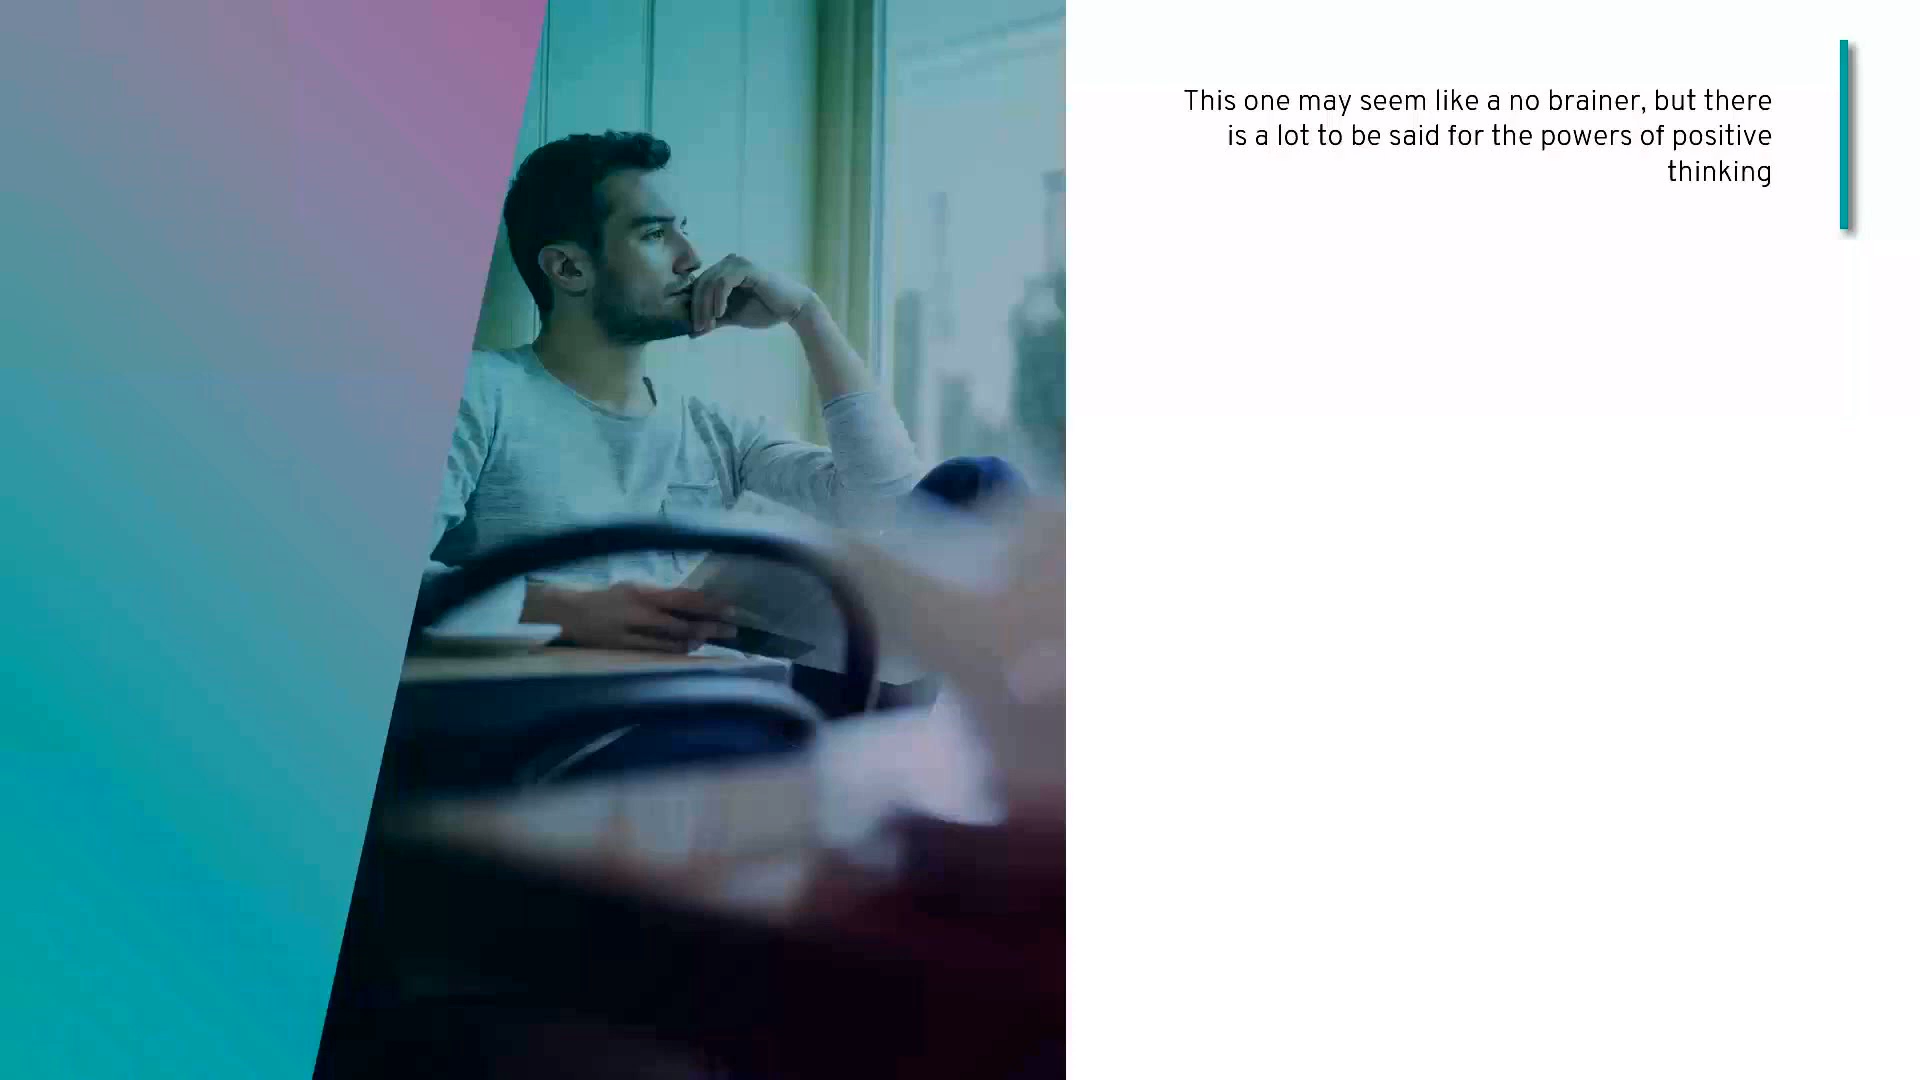 This one may seem like a no brainer, but there
is a lot to be said for the powers of positive
thinking